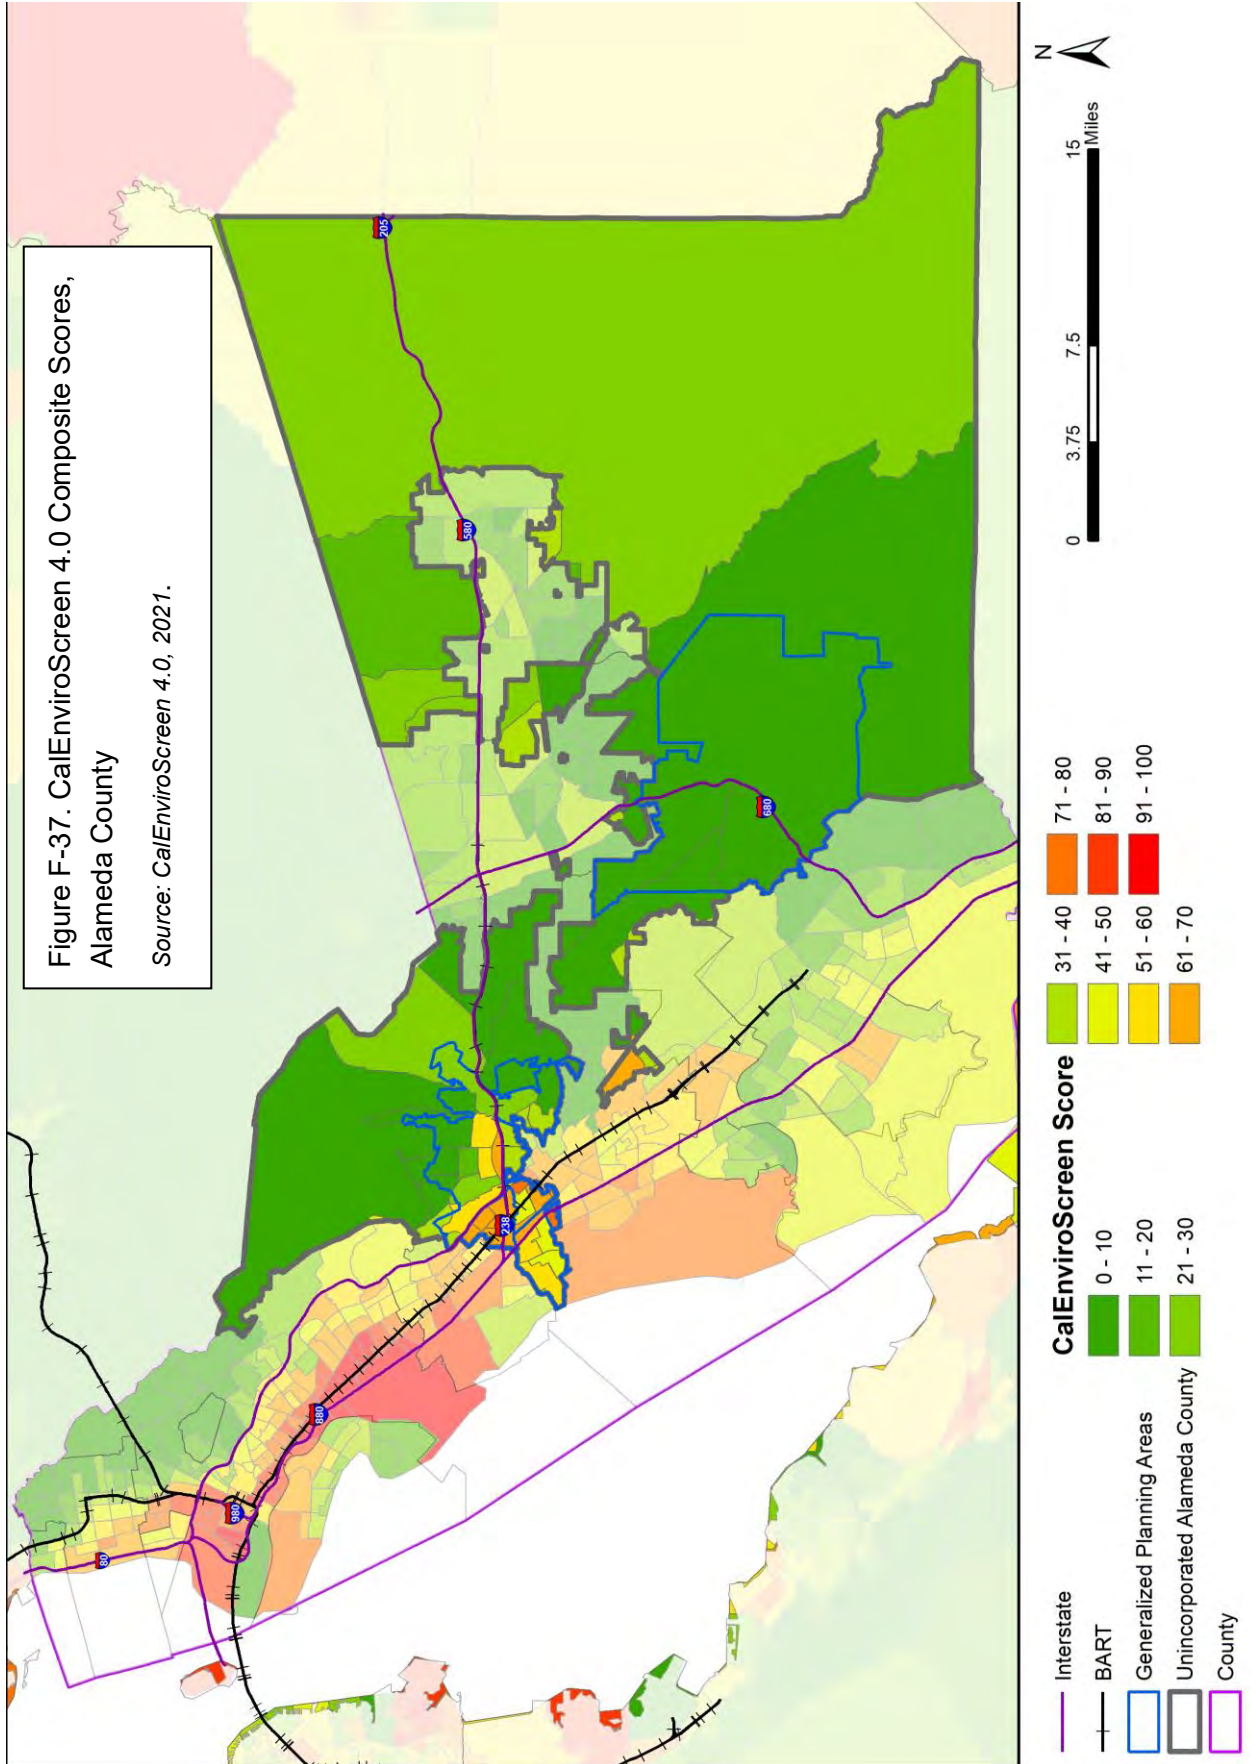 Figure F-37. CalEnviroScreen 4.0 Composite Scores,
Alameda County
Source: CalEnviroScreen 4.0, 2021.
80
980
880
238
580
205
680
Interstate
BART
Generalized Planning Areas
Unincorporated Alameda County
County
CalEnviroScreen Score
0 - 10
11 - 20
21 - 30
31 - 40
41 - 50
51 - 60
61 - 70
71 - 80
81 - 90
91 - 100
0 3.75 7.5 15
Miles
N